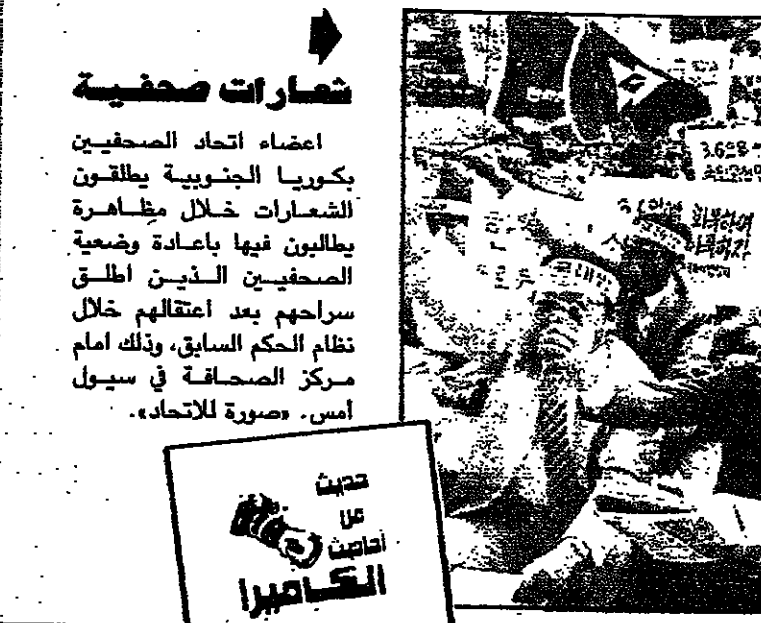 شعارات صحفية
اعضاء اتحاد الصحفيين
بكوريا الجنوبية يطلقون
الشعارات خلال مظاهرة
يطالبون فيها باعادة وضعية
الصحفيين الذين اطلق
سراحهم بعد اعتقالهم خلال
نظام الحكم السابق، وذلك امام
مركز الصحافة في سيول
أمس. «صورة للاتحاد».
حديث
عن
أحاديث
الكاميرا